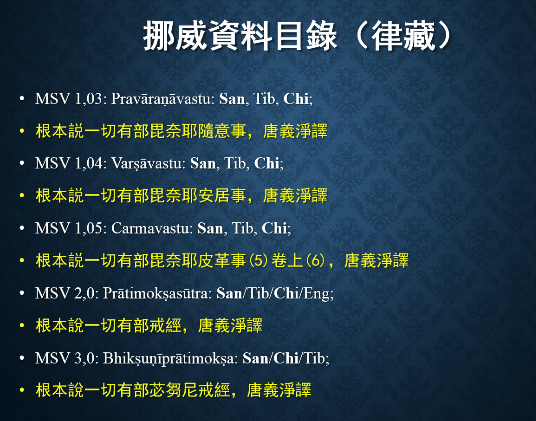 挪威資料目錄（律藏）
• MSV 1,03: Pravāraṇāvastu: San, Tib, Chi;
• 根本説一切有部毘奈耶隨意事，唐義淨譯
• MSV 1,04: Varṣāvastu: San, Tib, Chi;
• 根本説一切有部毘奈耶安居事，唐義淨譯
• MSV 1,05: Carmavastu: San, Tib, Chi;
• 根本説一切有部毘奈耶皮革事(5)卷上(6)，唐義淨譯
• MSV 2,0: Prātimokṣasūtra: San/Tib/Chi/Eng;
• 根本說一切有部戒經，唐義淨譯
• MSV 3,0: Bhikṣuṇīprātimokṣa: San/Chi/Tib;
• 根本說一切有部苾芻尼戒經，唐義淨譯